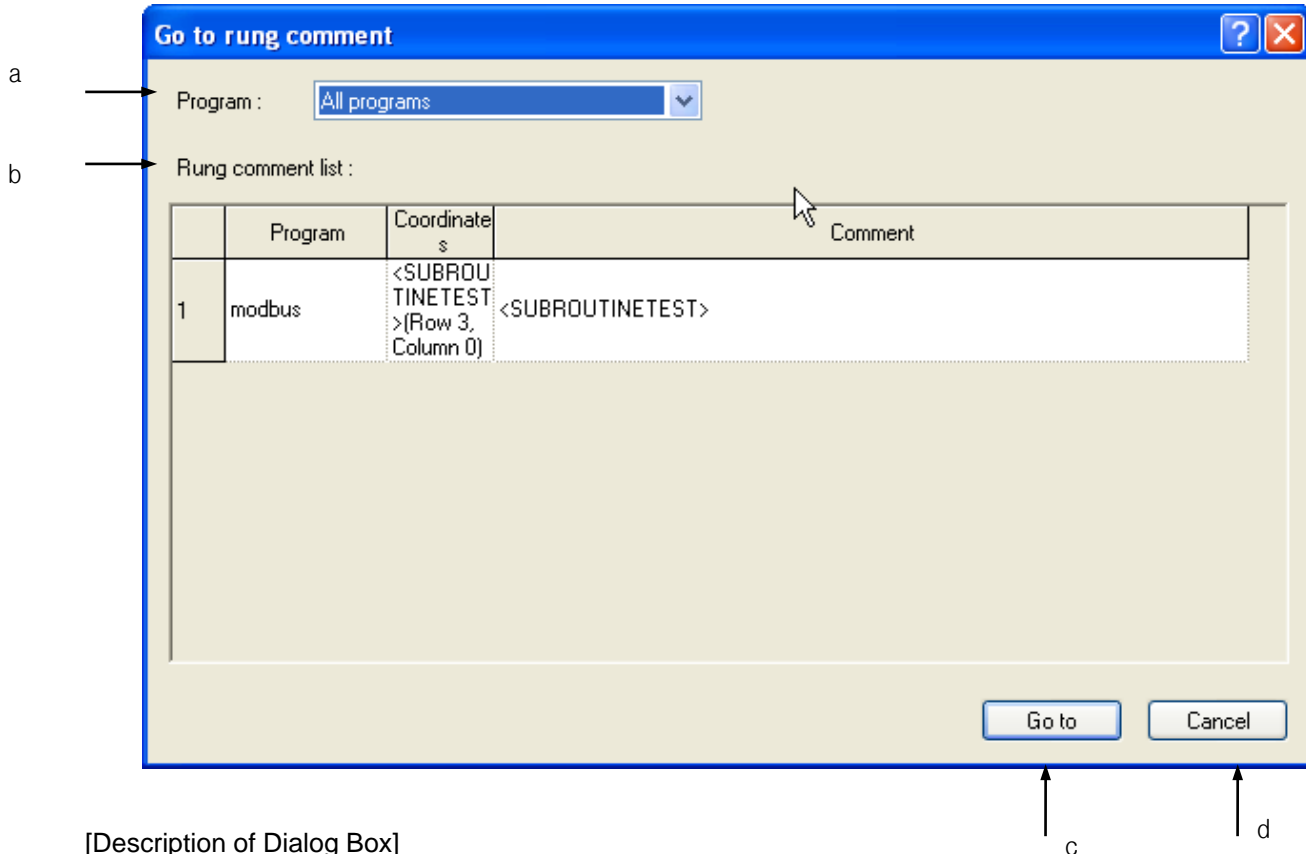 Go to rung comment
a
Program :
All programs
b
Rung comment list :
Program
Coordinate
s
Comment
1
modbus
<SUBROU
TINETEST
>(Row 3,
Column 0)
<SUBROUTINETEST>
Go to
Cancel
c
d
[Description of Dialog Box]